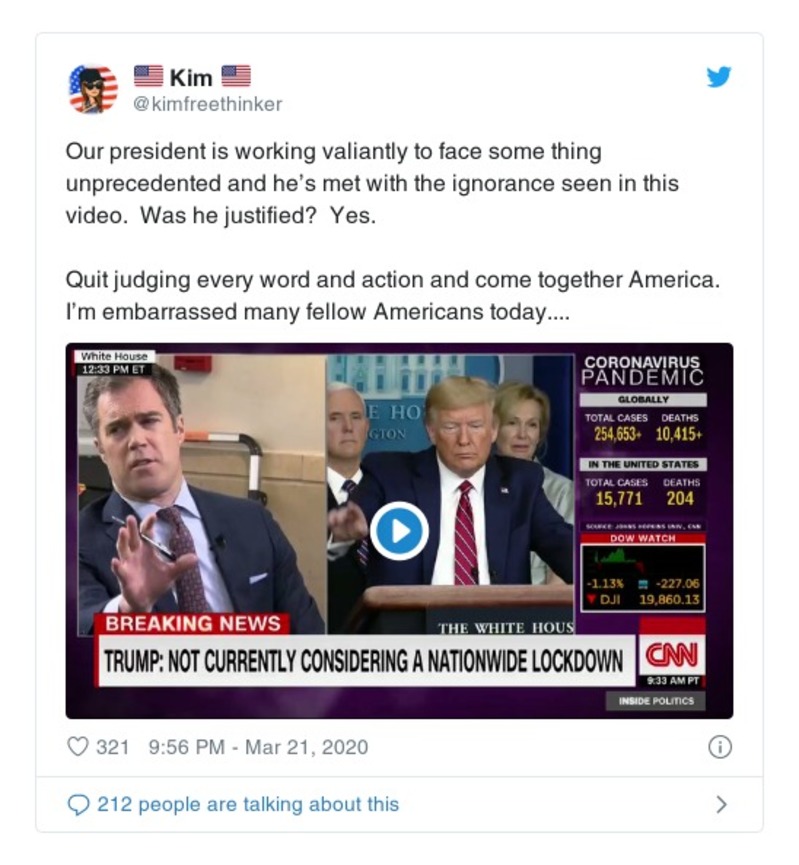 Kim
@kimfreethinker
Our president is working valiantly to face some thing
unprecedented and he’s met with the ignorance seen in this
video.  Was he justified?  Yes.
Quit judging every word and action and come together America.
I’m embarrassed many fellow Americans today....
White House
12:33 PM ET
E HO
GTON
CORONAVIRUS
PANDEMIC
GLOBALLY
TOTAL CASES DEATHS
254,653+ 10,415+
IN THE UNITED STATES
TOTAL CASES DEATHS
15,771 204
SOURCE: JOHNS HOPKINS UNIV., CNN
DOW WATCH
-1.13% -227.06
DJI 19,860.13
BREAKING NEWS
THE WHITE HOUS
TRUMP: NOT CURRENTLY CONSIDERING A NATIONWIDE LOCKDOWN
CNN
9:33 AM PT
INSIDE POLITICS
321 9:56 PM - Mar 21, 2020
212 people are talking about this